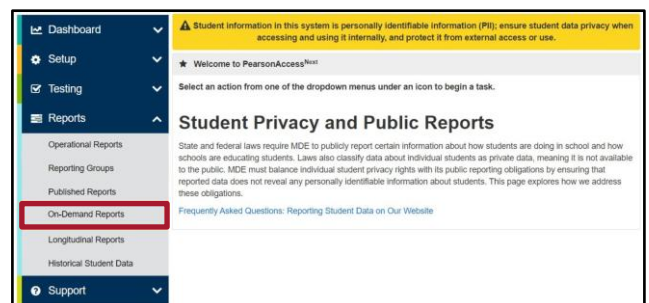 Dashboard
Setup
Testing
Reports
Operational Reports
Reporting Groups
Published Reports
On-Demand Reports
Longitudinal Reports
Historical Student Data
Support
Student information in this system is personally identifiable information (PII); ensure student data privacy when
accessing and using it internally, and protect it from external access or use.
Welcome to PearsonAccessNext
Select an action from one of the dropdown menus under an icon to begin a task.
Student Privacy and Public Reports
State and federal laws require MDE to publicly report certain information about how students are doing in school and how
schools are educating students. Laws also classify data about individual students as private data, meaning it is not available
to the public. MDE must balance individual student privacy rights with its public reporting obligations by ensuring that
reported data does not reveal any personally identifiable information about students. This page explores how we address
these obligations.
Frequently Asked Questions: Reporting Student Data on Our Website